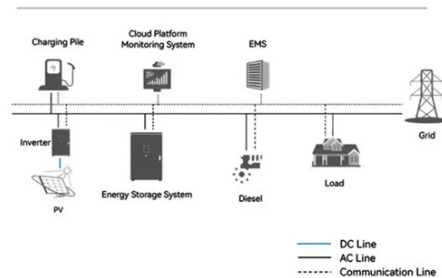 Charging Pile
Cloud Platform
Monitoring System
EMS
Inverter
Grid
PV
Energy Storage System
Diesel
Load
DC Line
AC Line
Communication Line